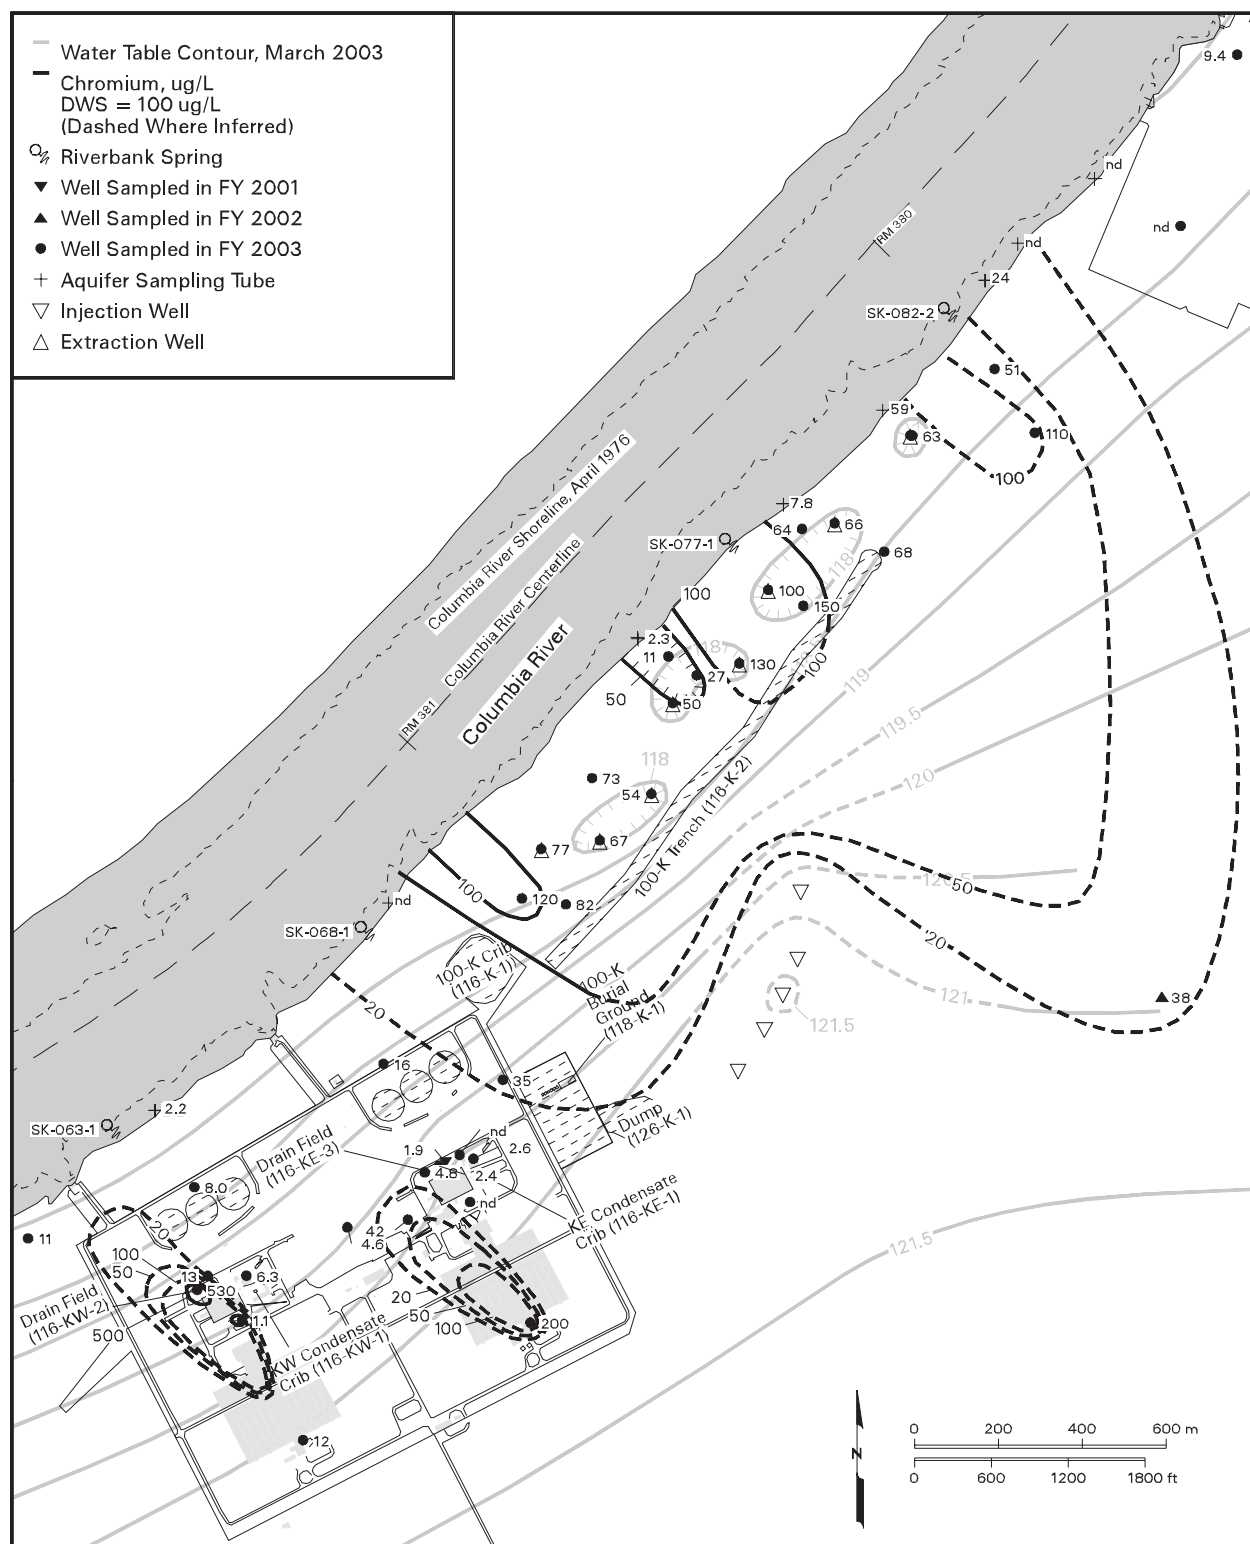 Water Table Contour, March 2003
Chromium, ug/L
DWS = 100 ug/L
(Dashed Where Inferred)
Riverbank Spring
Well Sampled in FY 2001
Well Sampled in FY 2002
Well Sampled in FY 2003
Aquifer Sampling Tube
Injection Well
Extraction Well
9.4
nd
nd
nd
RM 380
24
SK-082-2
51
59
63
110
100
7.8
64
66
SK-077-1
118
68
Columbia River Shoreline, April 1976
Columbia River Centerline
Columbia River
RM 381
100
100
150
2.3
118
11
130
100
27
50
50
119
119.5
120
73
118
54
100-K Trench (116-K-2)
77
67
100
120
82
120.5
50
nd
SK-068-1
20
100-K Crib
(116-K-1)
100-K
Burial
Ground
(118-K-1)
121
38
121.5
20
16
35
2.2
SK-063-1
Dump
(126-K-1)
Drain Field
(116-KE-3)
1.9
nd
2.6
4.8
2.4
8.0
nd
KE Condensate
Crib (116-KE-1)
11
20
42
4.6
121.5
100
50
13
530
6.3
Drain Field
(116-KW-2)
500
1.1
20
50
100
200
KW Condensate
Crib (116-KW-1)
12
N
0 200 400 600 m
0 600 1200 1800 ft